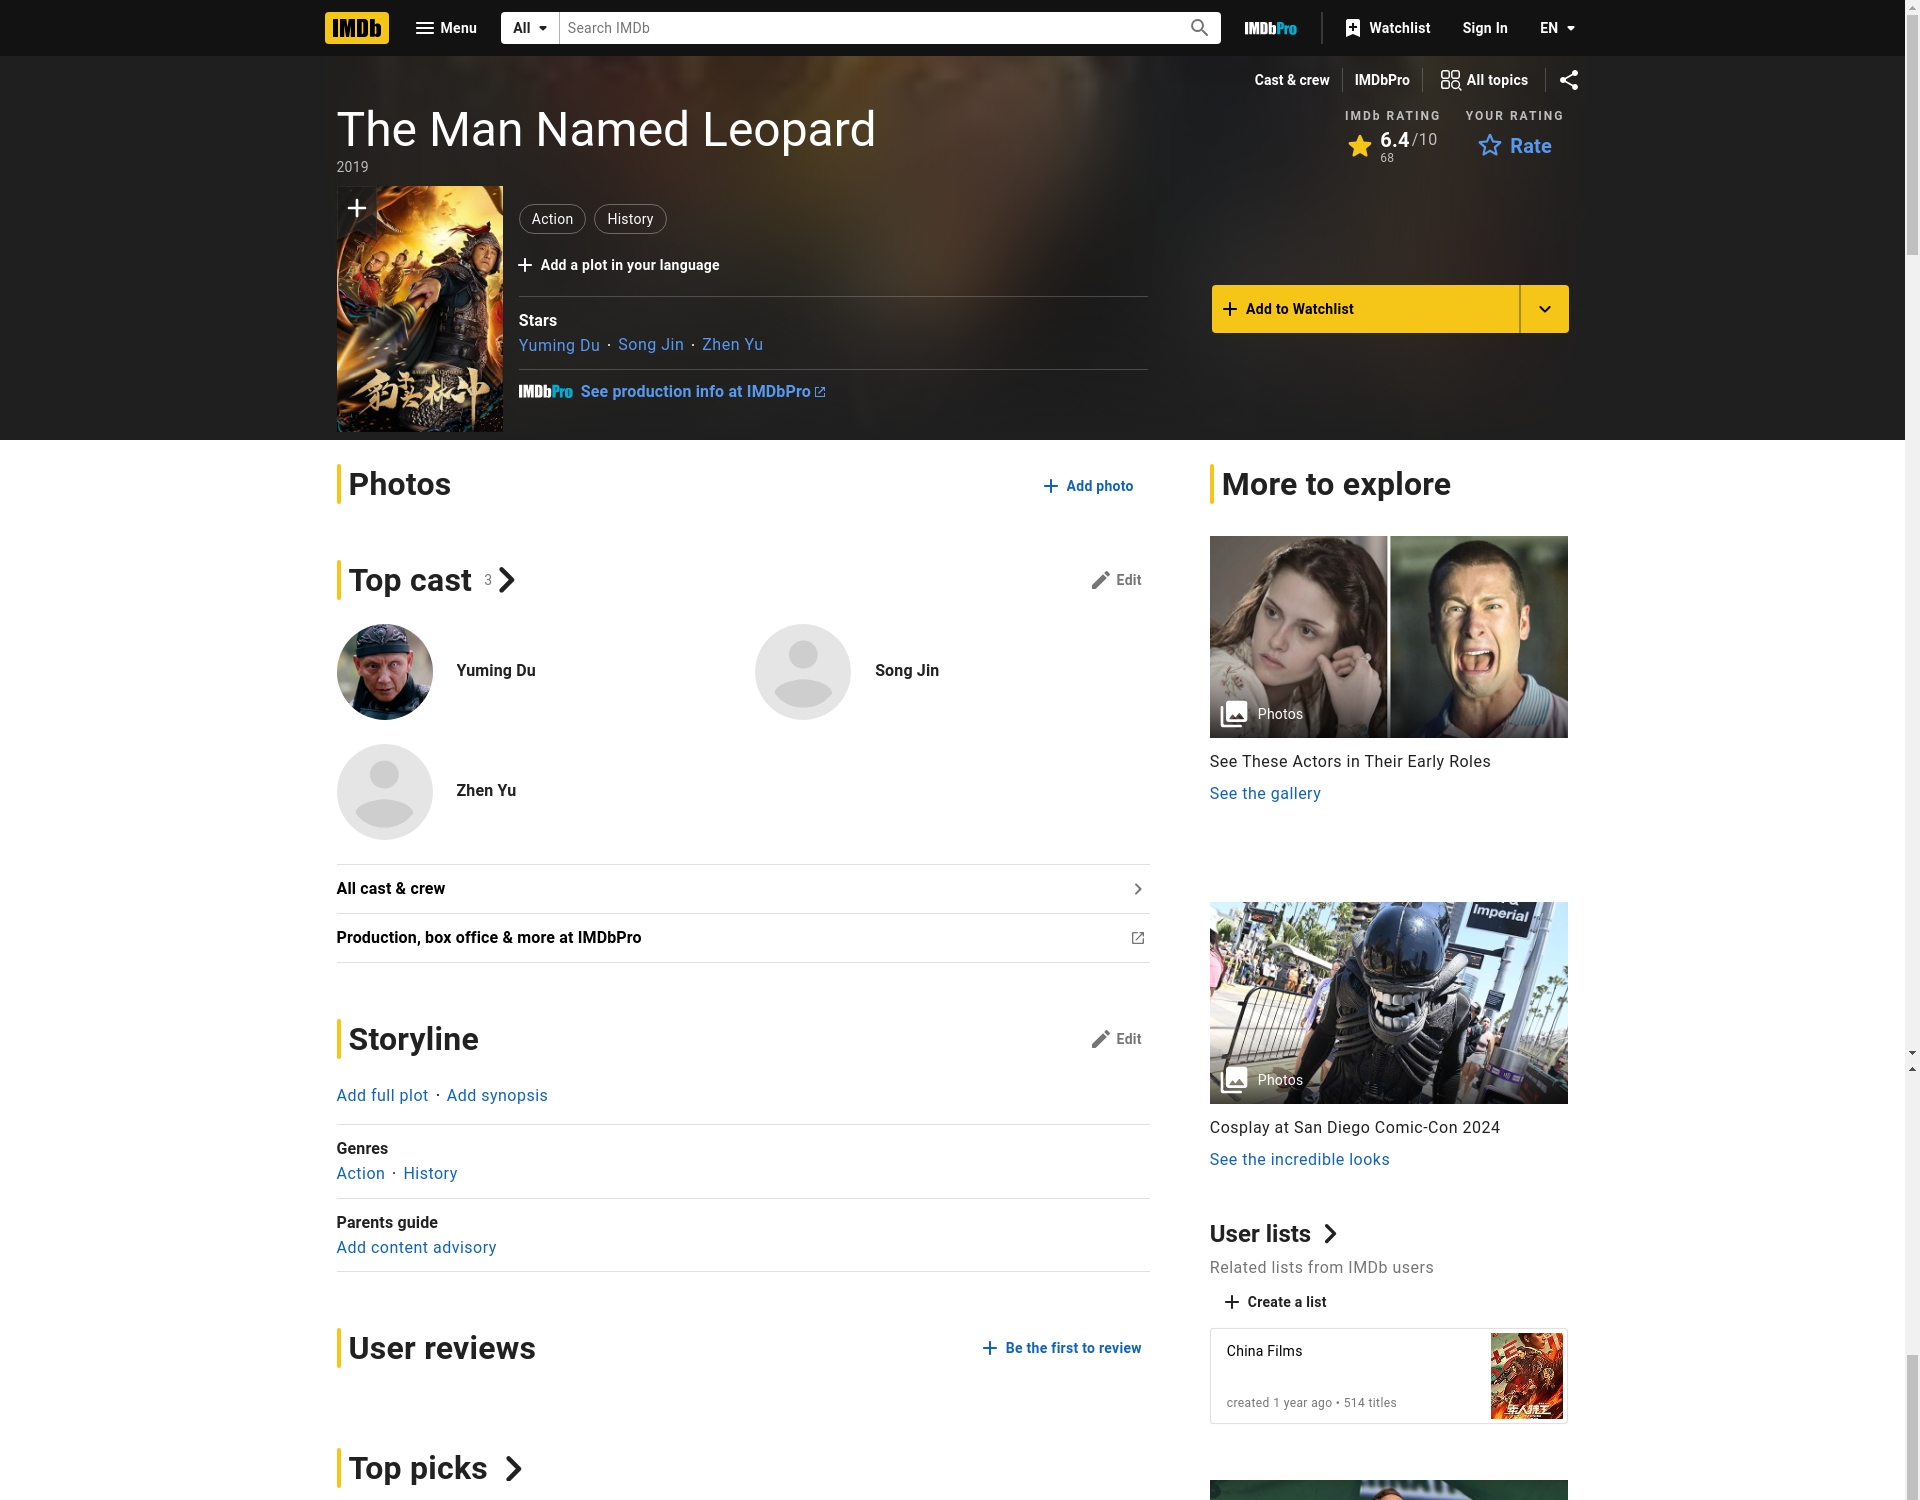 IMDb
Menu
All
Search IMDb
IMDbPro
Watchlist
Sign In
EN
Cast & crew
IMDbPro
All topics
The Man Named Leopard
2019
IMDb RATING
6.4/10
68
YOUR RATING
Rate
豹子头林冲
Action
History
Add a plot in your language
Stars
Yuming Du · Song Jin · Zhen Yu
IMDbPro See production info at IMDbPro
Add to Watchlist
Photos
Add photo
Top cast 3
Edit
Yuming Du
Song Jin
Zhen Yu
All cast & crew
Production, box office & more at IMDbPro
Storyline
Edit
Add full plot · Add synopsis
Genres
Action · History
Parents guide
Add content advisory
User reviews
Be the first to review
Top picks
More to explore
Photos
See These Actors in Their Early Roles
See the gallery
Imperial
Photos
Cosplay at San Diego Comic-Con 2024
See the incredible looks
User lists
Related lists from IMDb users
Create a list
China Films
created 1 year ago • 514 titles